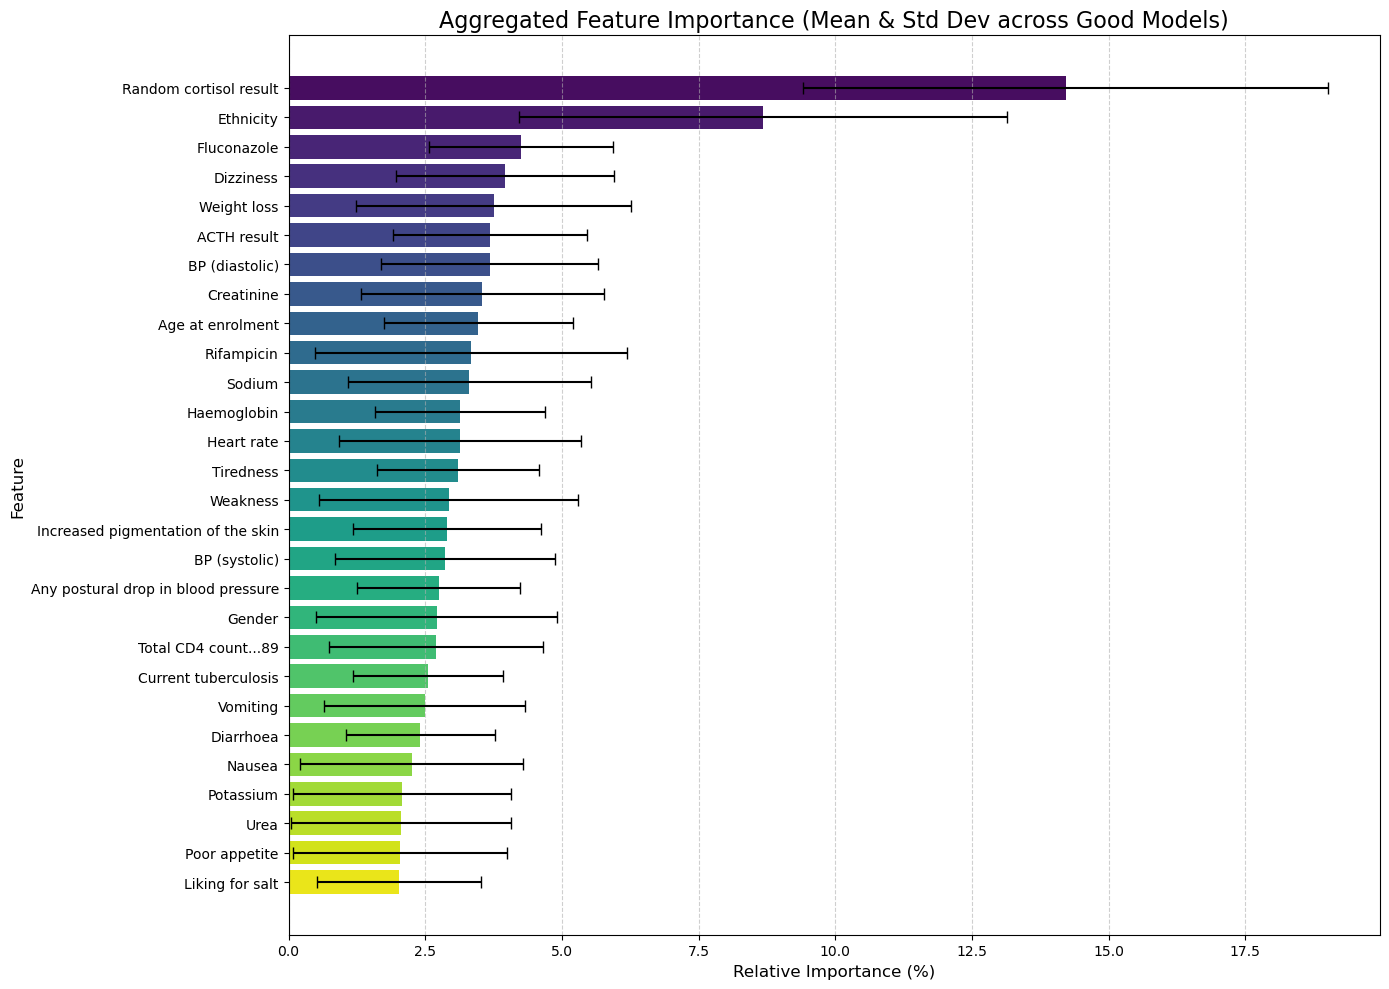 Aggregated Feature Importance (Mean & Std Dev across Good Models)
Random cortisol result
Ethnicity
Fluconazole
Dizziness
Weight loss
ACTH result
BP (diastolic)
Creatinine
Age at enrolment
Rifampicin
Sodium
Haemoglobin
Heart rate
Tiredness
Weakness
Increased pigmentation of the skin
BP (systolic)
Any postural drop in blood pressure
Gender
Total CD4 count...89
Current tuberculosis
Vomiting
Diarrhoea
Nausea
Potassium
Urea
Poor appetite
Liking for salt
Feature
0.0 2.5 5.0 7.5 10.0 12.5 15.0 17.5
Relative Importance (%)